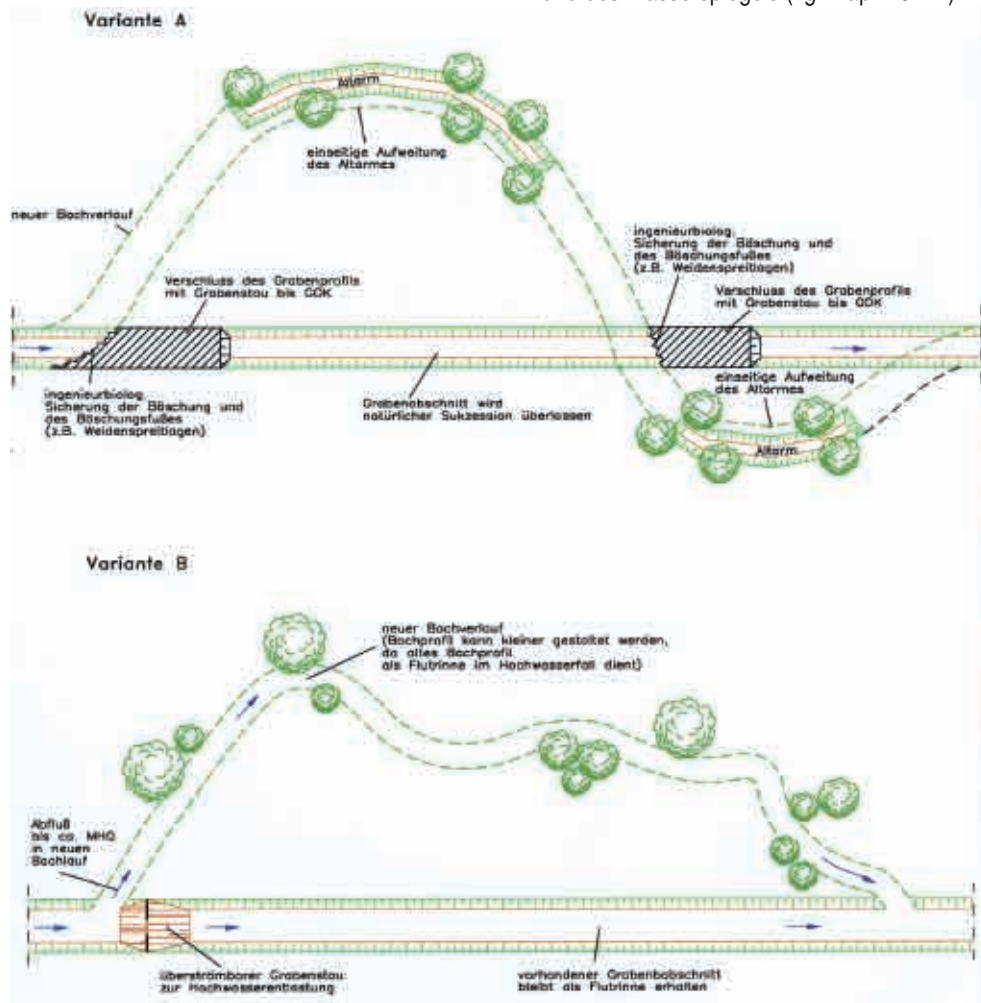 Variante A
Altarm
einseitige Aufweitung
des Altarmes
neuer Bachverlauf
ingenieurbiolog.
Sicherung der Böschung und
des Böschungsfußes
(z.B. Weidenspreitlagen)
Verschluss des Grabenprofils
mit Grabenstau bis GOK
Verschluss des Grabenprofils
mit Grabenstau bis GOK
ingenieurbiolog.
Sicherung der Böschung und
des Böschungsfußes
(z.B. Weidenspreitlagen)
Grabenabschnitt wird
natürlicher Sukzession überlassen
einseitige Aufweitung
des Altarmes
Altarm
Variante B
neuer Bachverlauf
(Bachprofil kann kleiner gestaltet werden,
da altes Bachprofil
als Flutrinne im Hochwasserfall dient)
Abfluß
bis ca. MHQ
in neuen
Bachlauf
überströmbarer Grabenstau
zur Hochwasserentlastung
vorhandener Grabenabschnitt
bleibt als Flutrinne erhalten